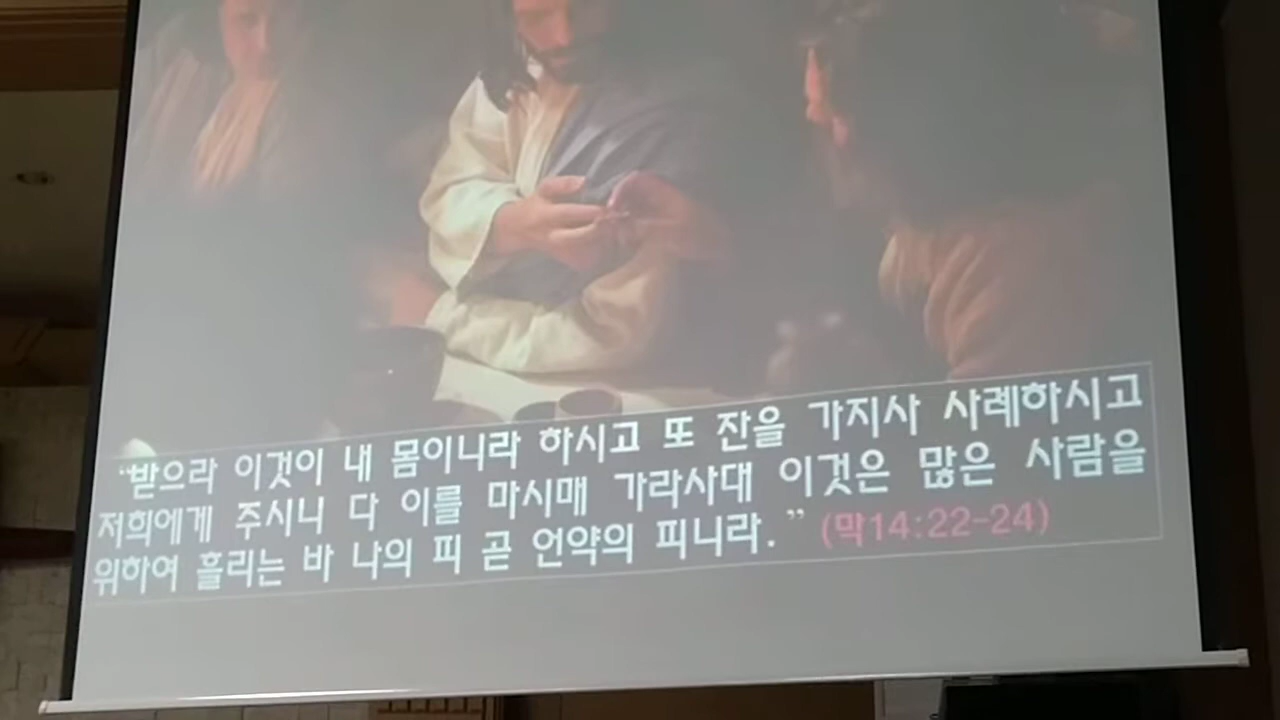 “받으라 이것이 내 몸이니라 하시고 또 잔을 가지사 사례하시고
저희에게 주시니 다 이를 마시매 가라사대 이것은 많은 사람을
위하여 흘리는 바 나의 피 곧 언약의 피니라.” (막14:22-24)